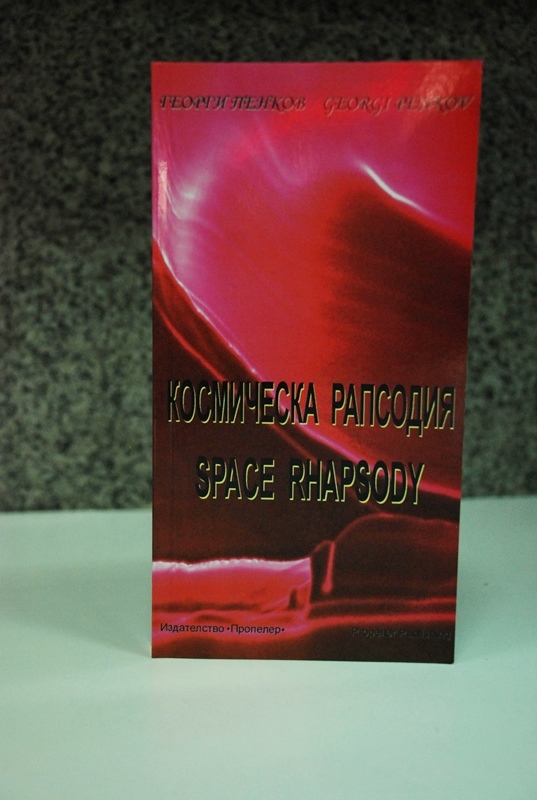 ГЕОРГИ ПЕНКОВ GEORGI PENKOV
КОСМИЧЕСКА РАПСОДИЯ
SPACE RHAPSODY
Издателство •Пропелер•